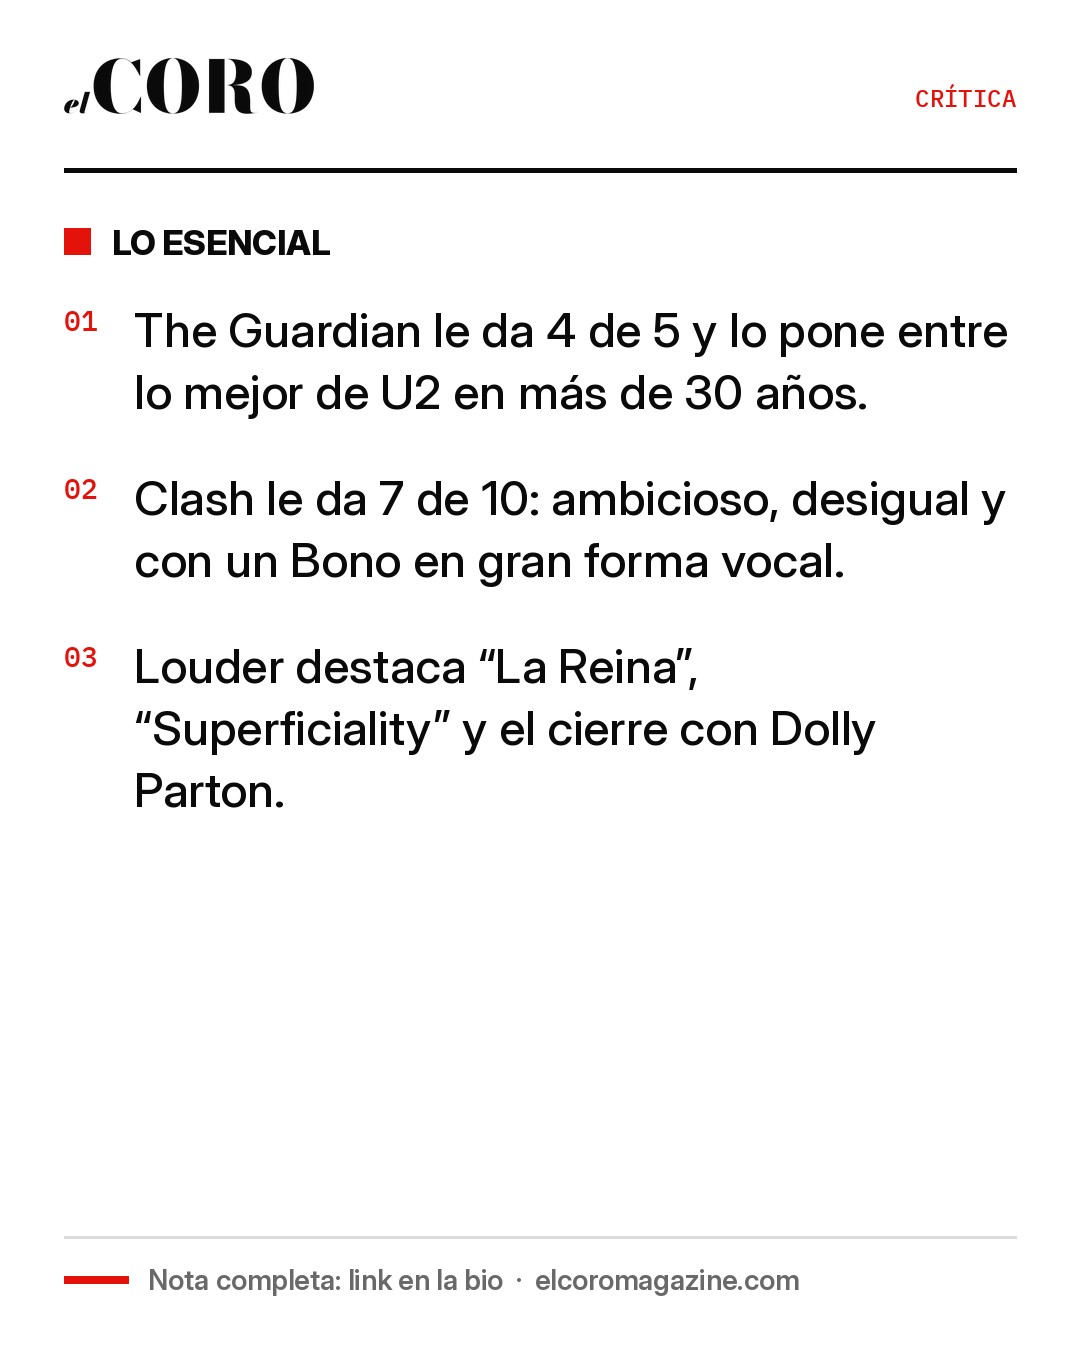 el CORO
CRÍTICA
LO ESENCIAL
01 The Guardian le da 4 de 5 y lo pone entre
lo mejor de U2 en más de 30 años.
02 Clash le da 7 de 10: ambicioso, desigual y
con un Bono en gran forma vocal.
03 Louder destaca “La Reina”,
“Superficiality” y el cierre con Dolly
Parton.
Nota completa: link en la bio · elcoromagazine.com